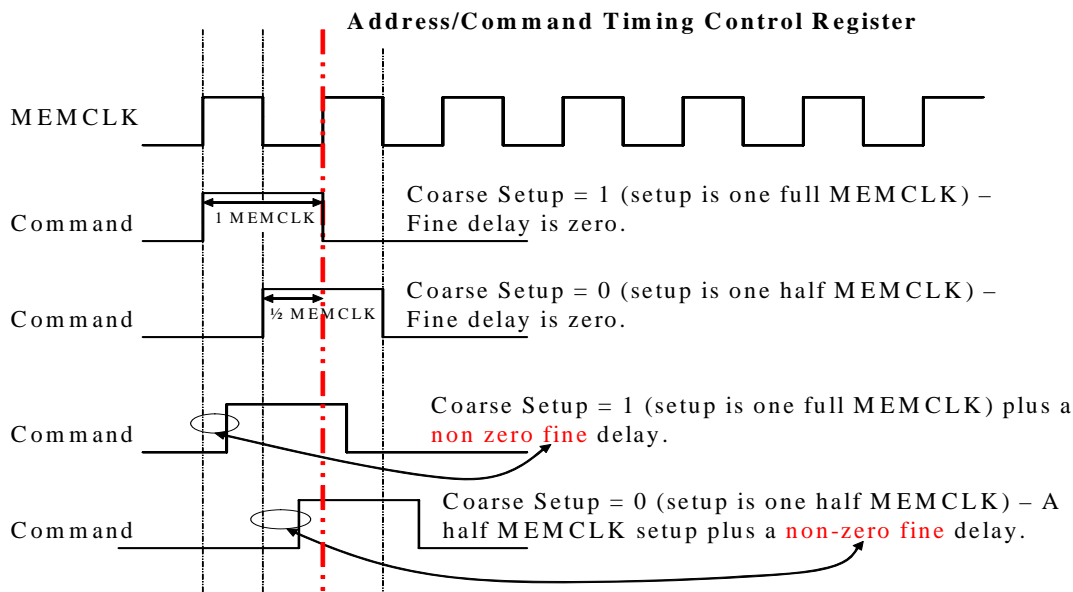 Address/Command Timing Control Register
MEMCLK
Command
1 MEMCLK
Coarse Setup = 1 (setup is one full MEMCLK) –
Fine delay is zero.
Command
½ MEMCLK
Coarse Setup = 0 (setup is one half MEMCLK) –
Fine delay is zero.
Command
Coarse Setup = 1 (setup is one full MEMCLK) plus a
non zero fine delay.
Command
Coarse Setup = 0 (setup is one half MEMCLK) – A
half MEMCLK setup plus a non-zero fine delay.